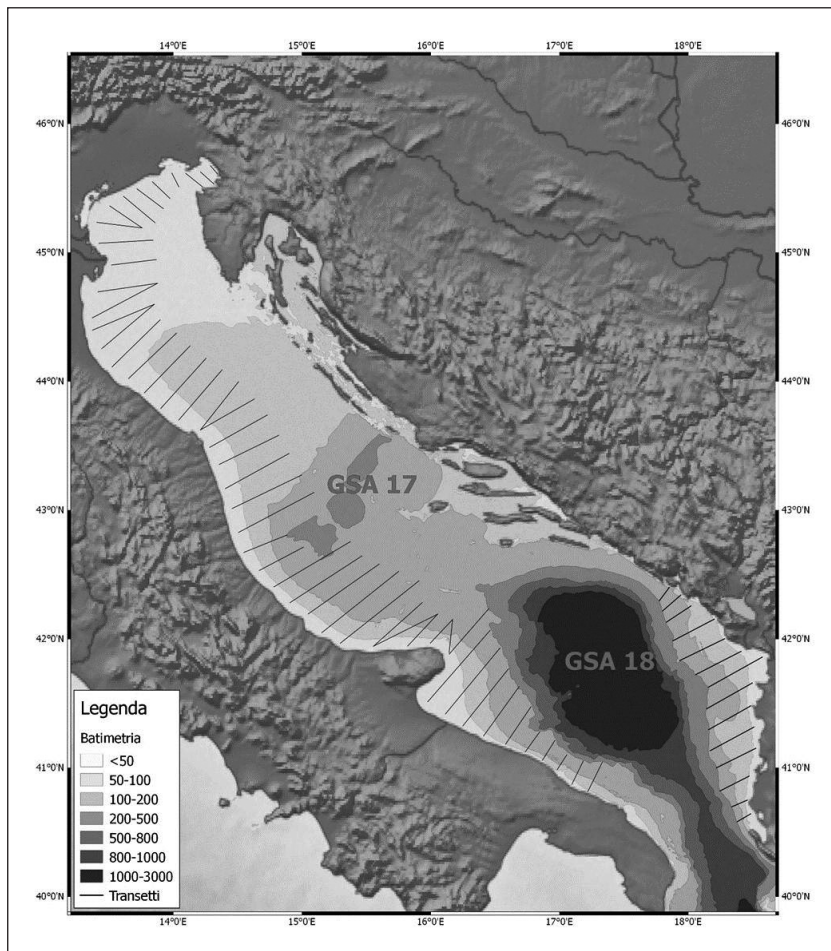 14°0'E 15°0'E 16°0'E 17°0'E 18°0'E
46°0'N 46°0'N
45°0'N 45°0'N
44°0'N 44°0'N
GSA 17
43°0'N 43°0'N
42°0'N 42°0'N
GSA 18
Legenda
Batimetria
<50
50-100
100-200
200-500
500-800
800-1000
1000-3000
Transetti
41°0'N 41°0'N
40°0'N 40°0'N
14°0'E 15°0'E 16°0'E 17°0'E 18°0'E